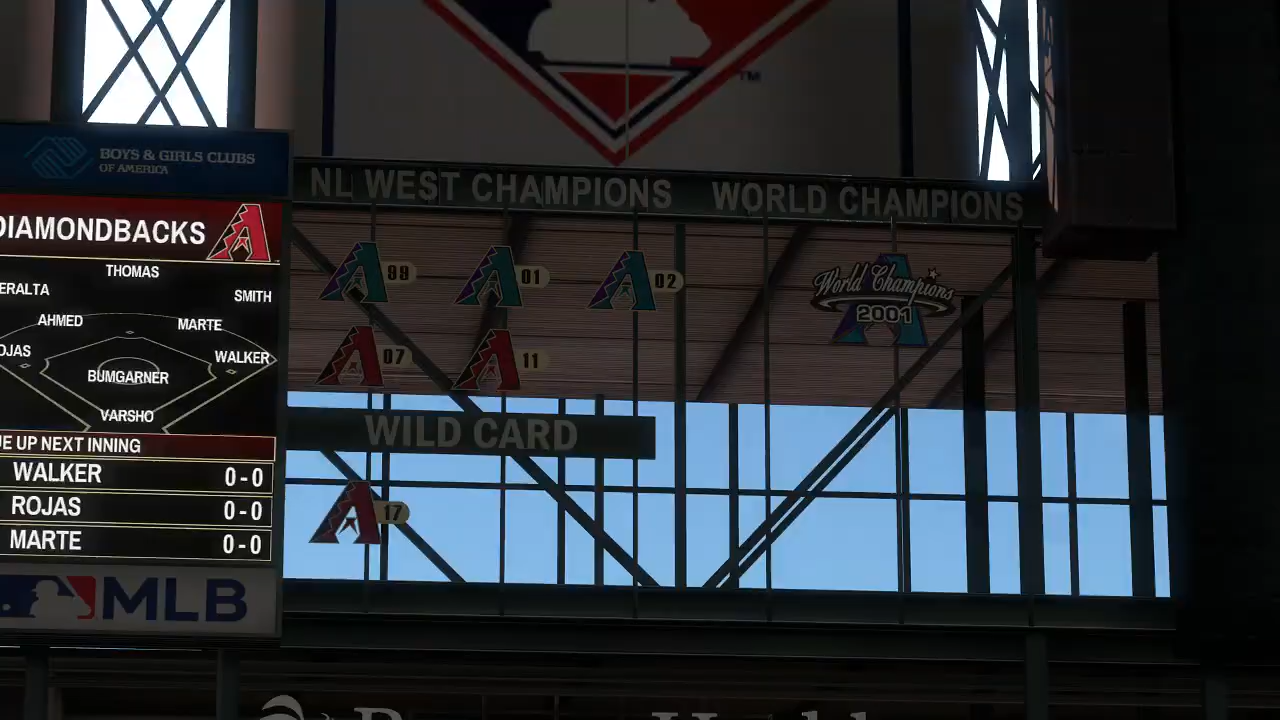 BOYS & GIRLS CLUBS
OF AMERICA
DIAMONDBACKS
THOMAS
ERALTA
SMITH
AHMED
MARTE
OJAS
WALKER
BUMGARNER
VARSHO
E UP NEXT INNING
WALKER 0-0
ROJAS 0-0
MARTE 0-0
MLB
TM
NL WEST CHAMPIONS
WORLD CHAMPIONS
99
01
02
07
11
World Champions
2001
WILD CARD
17